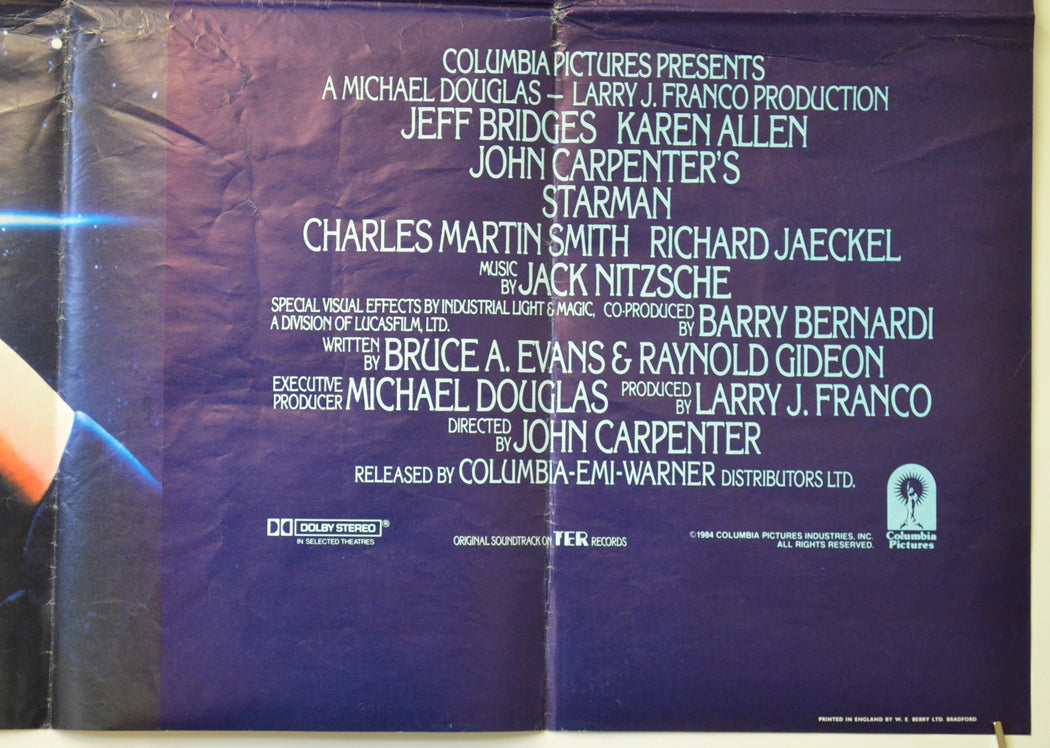 COLUMBIA PICTURES PRESENTS
A MICHAEL DOUGLAS – LARRY J. FRANCO PRODUCTION
JEFF BRIDGES KAREN ALLEN
JOHN CARPENTER'S
STARMAN
CHARLES MARTIN SMITH RICHARD JAECKEL
MUSIC BY JACK NITZSCHE
SPECIAL VISUAL EFFECTS BY INDUSTRIAL LIGHT & MAGIC,
A DIVISION OF LUCASFILM, LTD.
CO-PRODUCED BY BARRY BERNARDI
WRITTEN BY BRUCE A. EVANS & RAYNOLD GIDEON
EXECUTIVE PRODUCER MICHAEL DOUGLAS PRODUCED BY LARRY J. FRANCO
DIRECTED BY JOHN CARPENTER
RELEASED BY COLUMBIA-EMI-WARNER DISTRIBUTORS LTD.
DOLBY STEREO ®
IN SELECTED THEATRES
ORIGINAL SOUNDTRACK ON TER RECORDS
©1984 COLUMBIA PICTURES INDUSTRIES, INC.
ALL RIGHTS RESERVED.
Columbia
Pictures
PRINTED IN ENGLAND BY W. E. BERRY LTD. BRADFORD